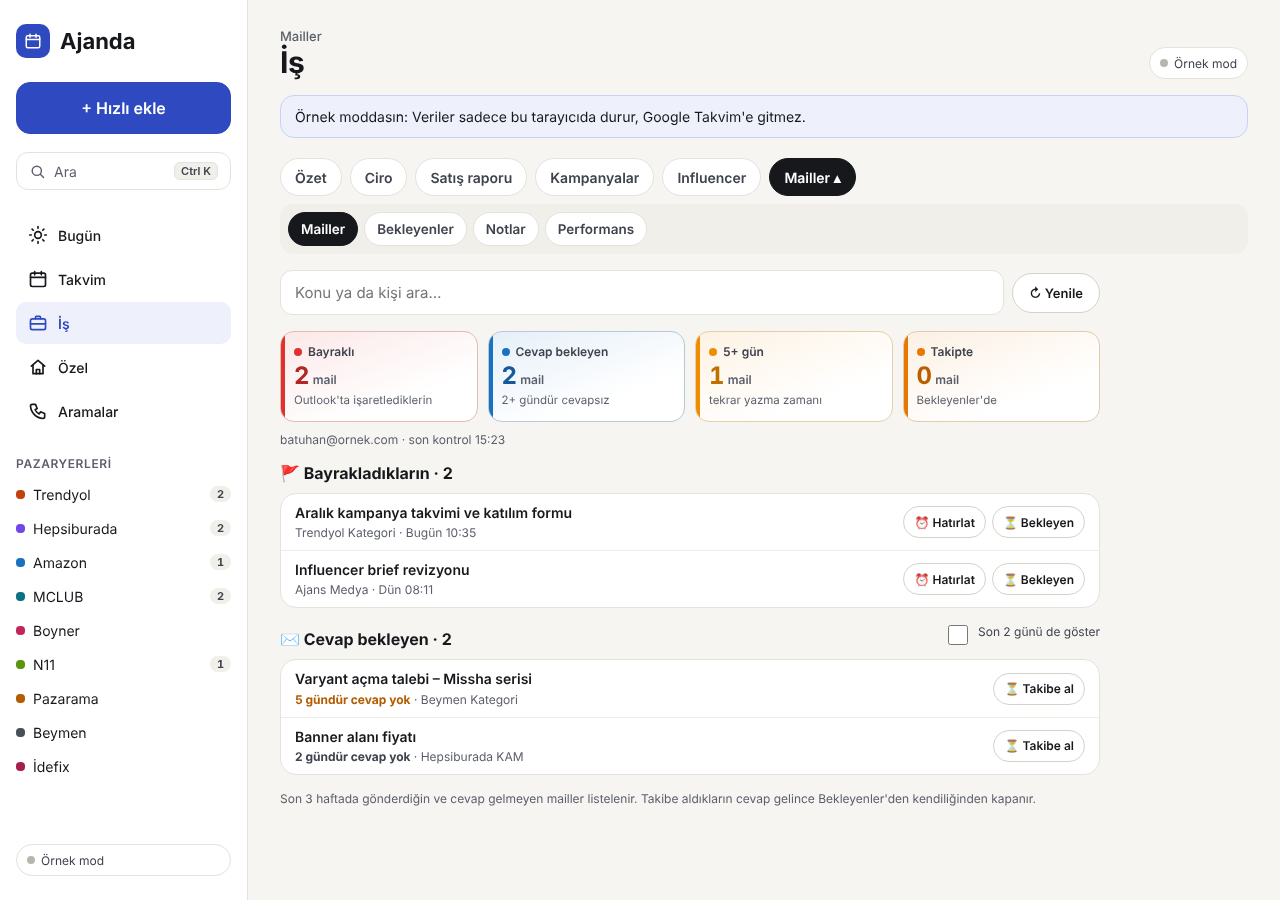 Ajanda
+ Hızlı ekle
Ara
Ctrl K
Bugün
Takvim
İş
Özel
Aramalar
PAZARYERLERİ
Trendyol 2
Hepsiburada 2
Amazon 1
MCLUB 2
Boyner
N11 1
Pazarama
Beymen
İdefix
Örnek mod
Mailler
İş
Örnek mod
Örnek moddasın: Veriler sadece bu tarayıcıda durur, Google Takvim'e gitmez.
Özet Ciro Satış raporu Kampanyalar Influencer Mailler ▴
Mailler Bekleyenler Notlar Performans
Konu ya da kişi ara...
↻ Yenile
Bayraklı
2 mail
Outlook'ta işaretlediklerin
Cevap bekleyen
2 mail
2+ gündür cevapsız
5+ gün
1 mail
tekrar yazma zamanı
Takipte
0 mail
Bekleyenler'de
batuhan@ornek.com · son kontrol 15:23
🚩 Bayrakladıkların · 2
Aralık kampanya takvimi ve katılım formu
Trendyol Kategori · Bugün 10:35
⏰ Hatırlat ⏳ Bekleyen
Influencer brief revizyonu
Ajans Medya · Dün 08:11
⏰ Hatırlat ⏳ Bekleyen
✉️ Cevap bekleyen · 2
Son 2 günü de göster
Varyant açma talebi – Missha serisi
5 gündür cevap yok · Beymen Kategori
⏳ Takibe al
Banner alanı fiyatı
2 gündür cevap yok · Hepsiburada KAM
⏳ Takibe al
Son 3 haftada gönderdiğin ve cevap gelmeyen mailler listelenir. Takibe aldıkların cevap gelince Bekleyenler'den kendiliğinden kapanır.